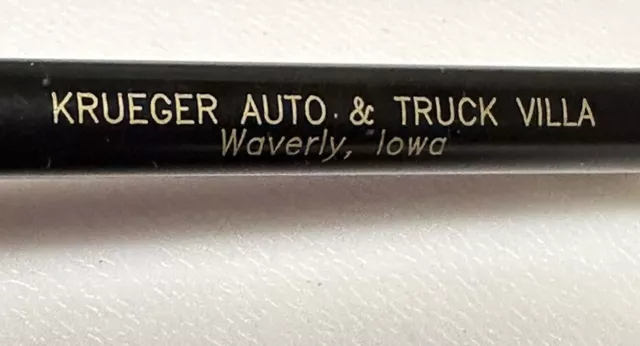 KRUEGER AUTO & TRUCK VILLA
Waverly, Iowa